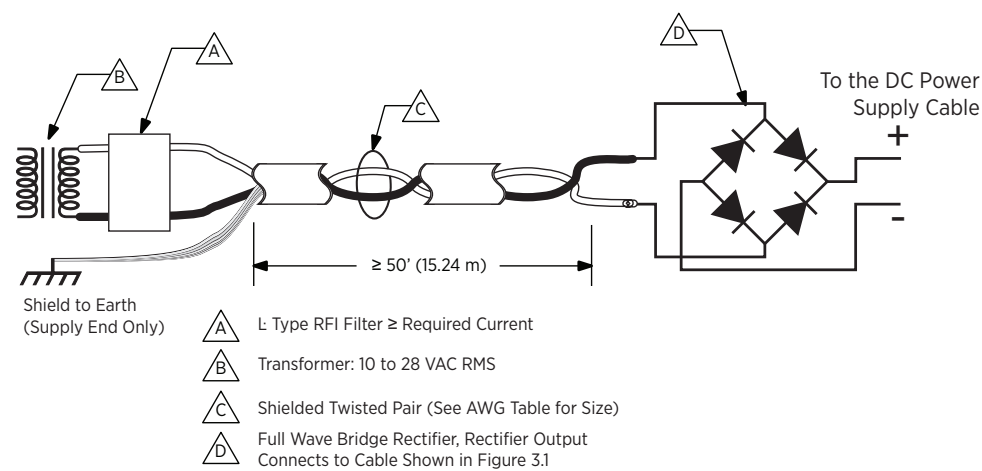 D
A
B
To the DC Power
Supply Cable
C
+
-
≥ 50' (15.24 m)
Shield to Earth
(Supply End Only)
A L: Type RFI Filter ≥ Required Current
B Transformer: 10 to 28 VAC RMS
C Shielded Twisted Pair (See AWG Table for Size)
D Full Wave Bridge Rectifier, Rectifier Output
Connects to Cable Shown in Figure 3.1